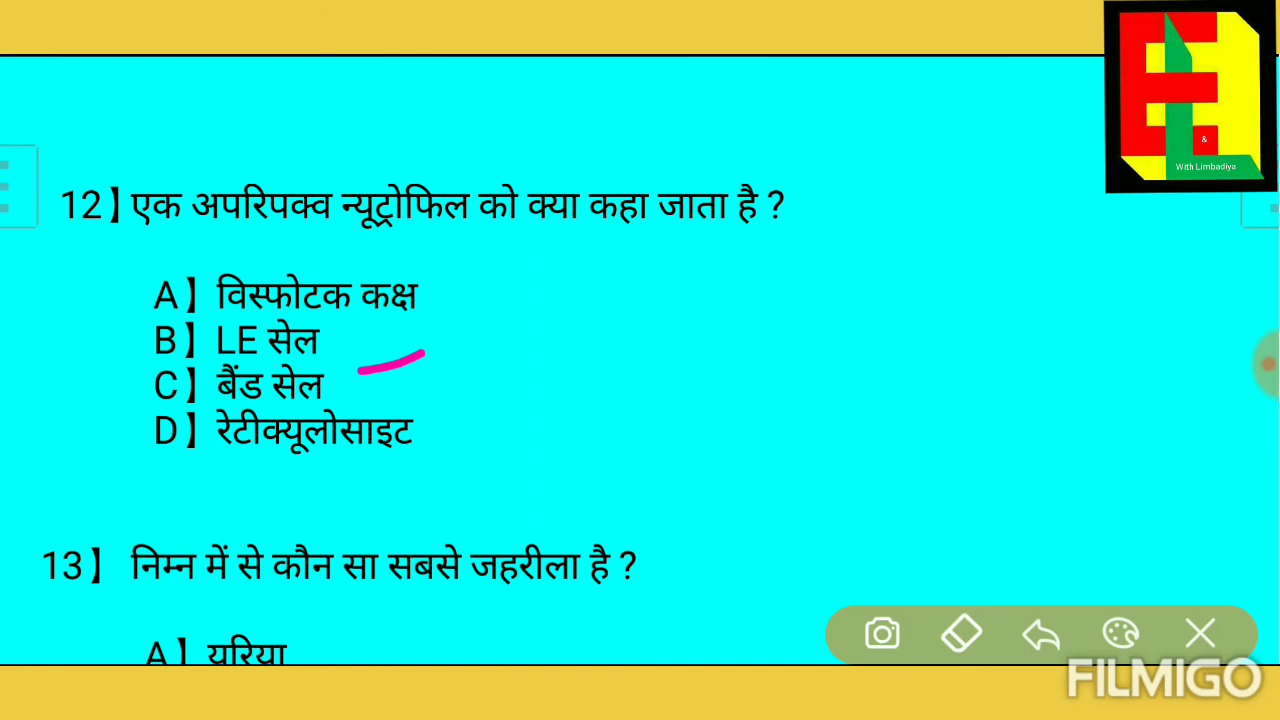 &
With Limbadiya
12】एक अपरिपक्व न्यूट्रोफिल को क्या कहा जाता है ?
A】 विस्फोटक कक्ष
B】 LE सेल
C】 बैंड सेल
D】 रेटीक्यूलोसाइट
13】 निम्न में से कौन सा सबसे जहरीला है ?
A】 यूरिया
FILMIGO